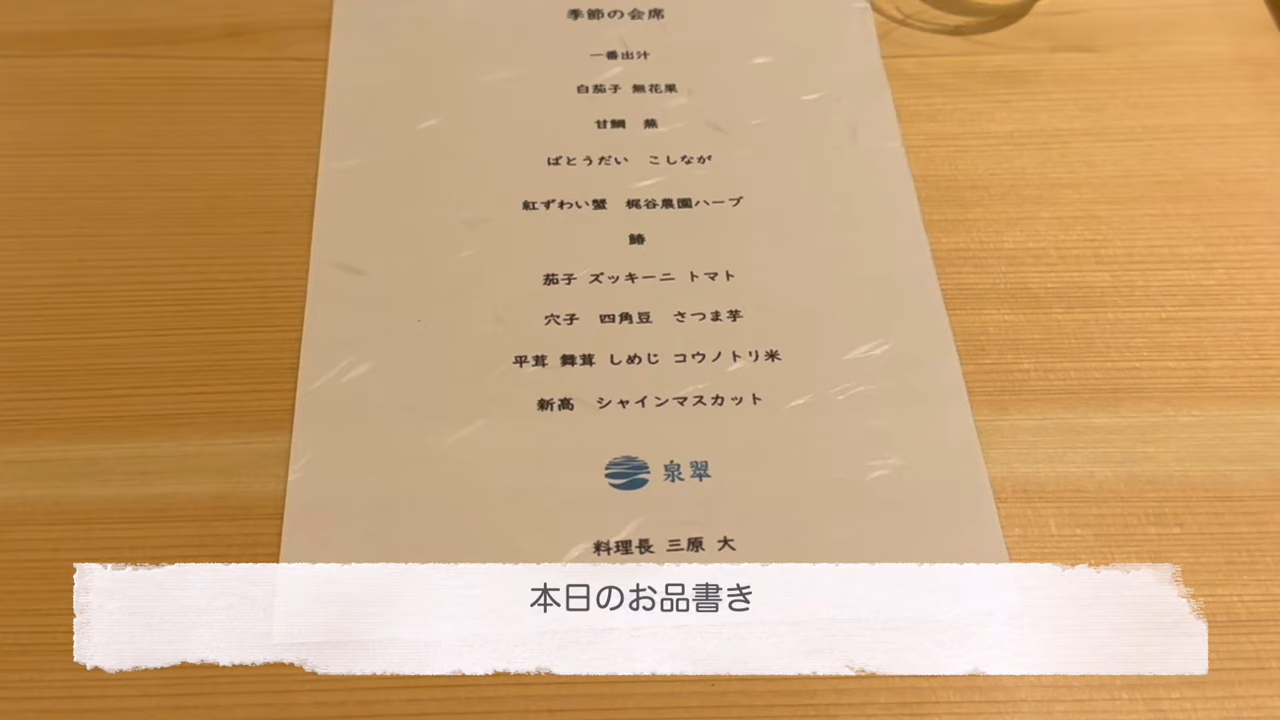 季節の会席
一番出汁
白茄子 無花果
甘鯛 蕪
ばとうだい こしなが
紅ずわい蟹 梶谷農園ハーブ
鰆
茄子 ズッキーニ トマト
穴子 四角豆 さつま芋
平茸 舞茸 しめじ コウノトリ米
新高 シャインマスカット
泉翠
料理長 三原 大
本日のお品書き